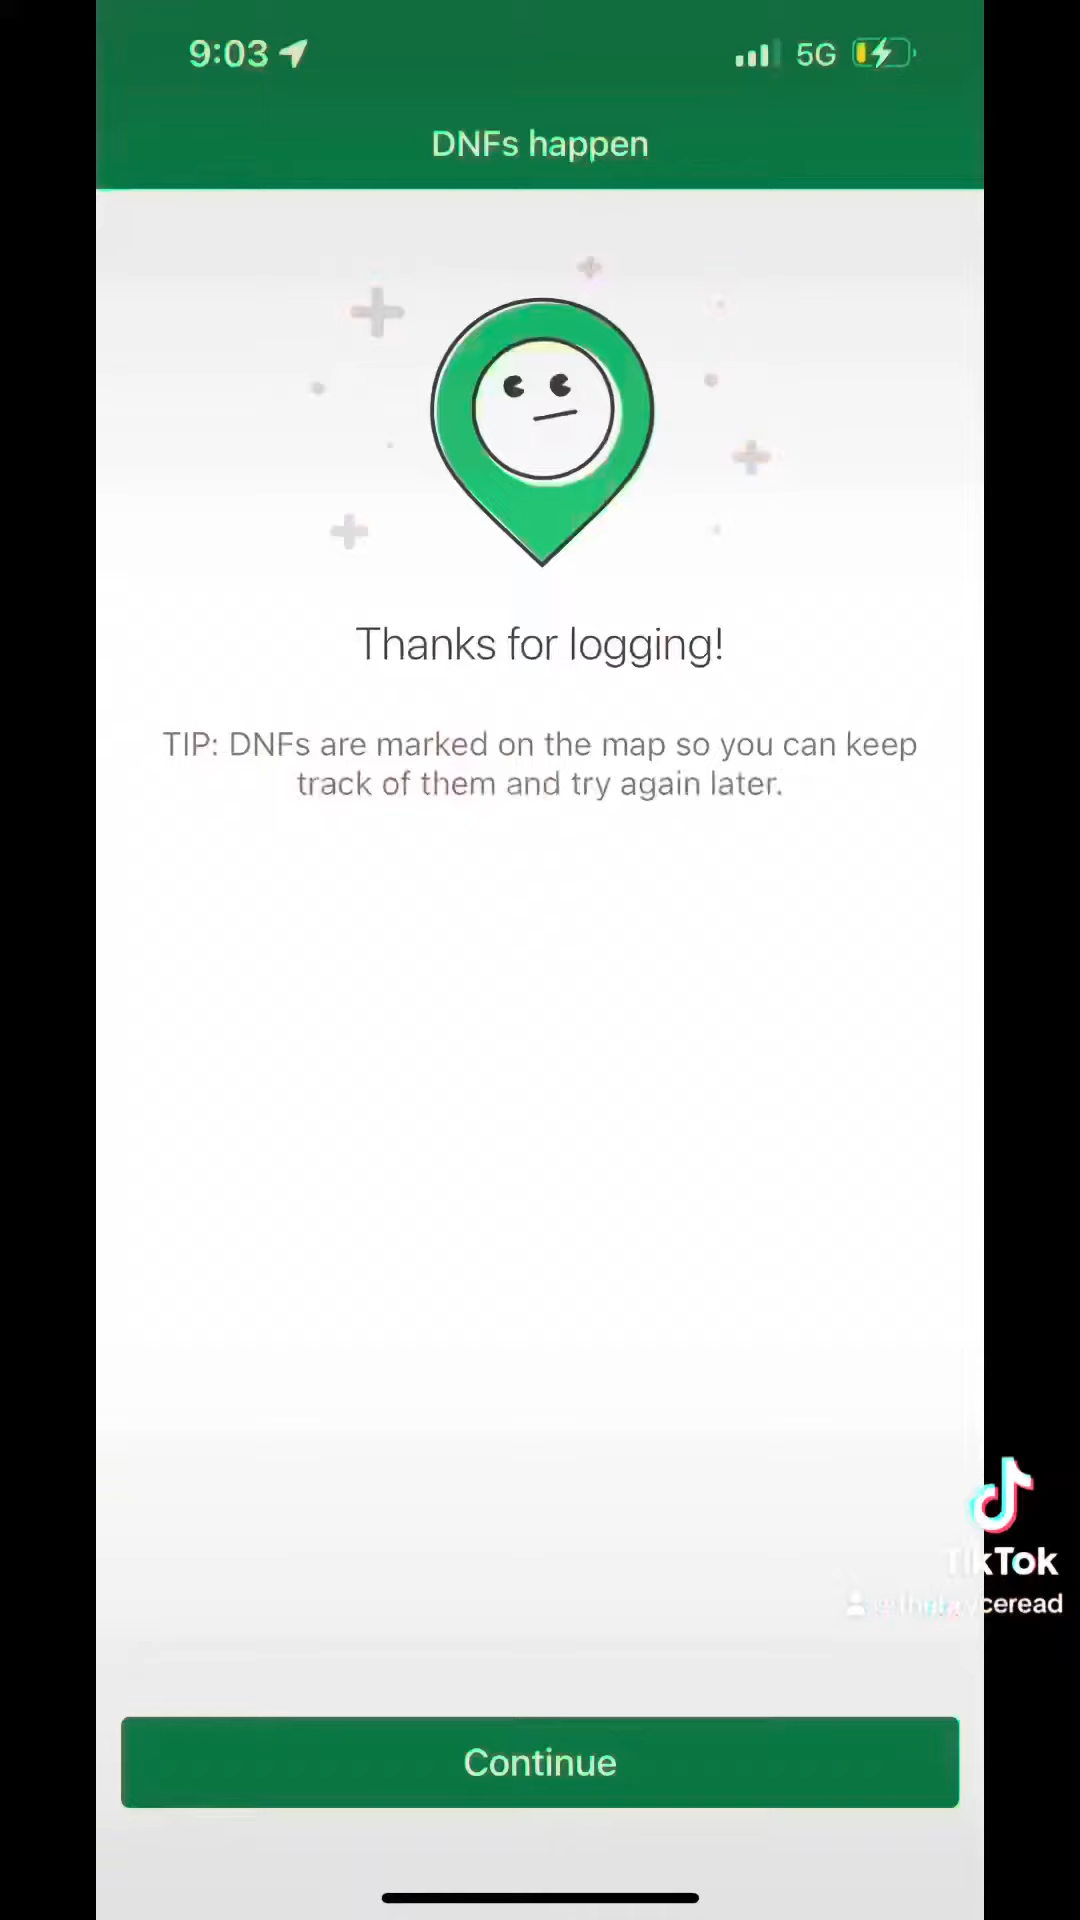 9:03
5G
DNFs happen
Thanks for logging!
TIP: DNFs are marked on the map so you can keep
track of them and try again later.
TikTok
Continue